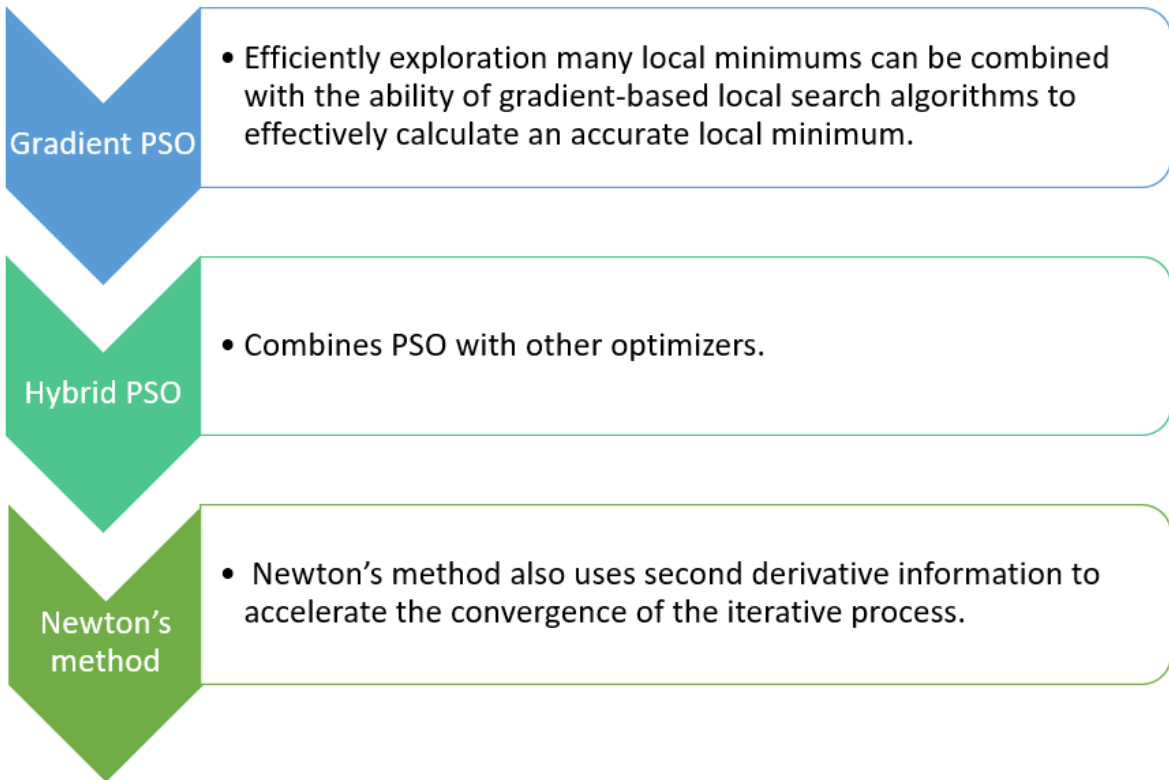 Gradient PSO
• Efficiently exploration many local minimums can be combined
with the ability of gradient-based local search algorithms to
effectively calculate an accurate local minimum.
Hybrid PSO
• Combines PSO with other optimizers.
Newton’s
method
• Newton’s method also uses second derivative information to
accelerate the convergence of the iterative process.